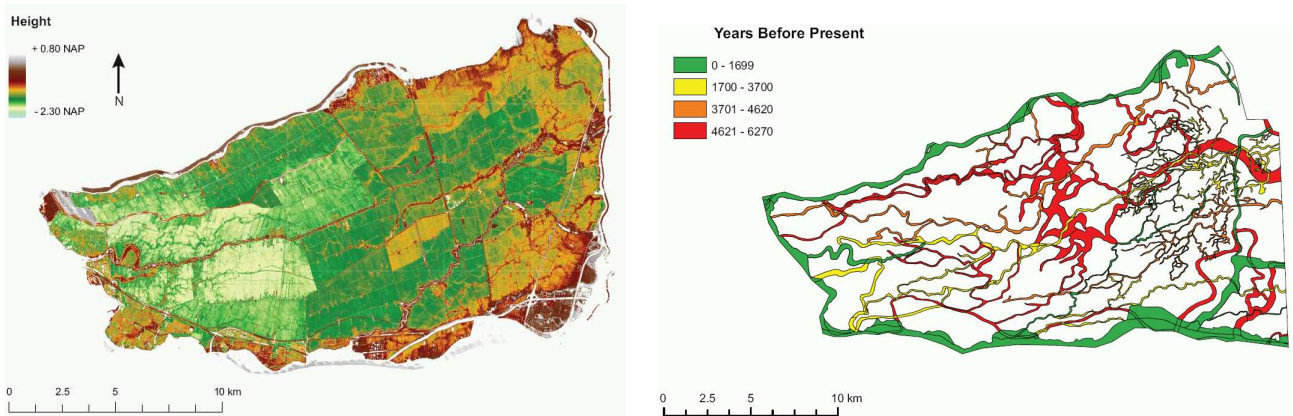 Height
+ 0.80 NAP
- 2.30 NAP
N
0 2.5 5 10 km
Years Before Present
0 - 1699
1700 - 3700
3701 - 4620
4621 - 6270
0 2.5 5 10 km